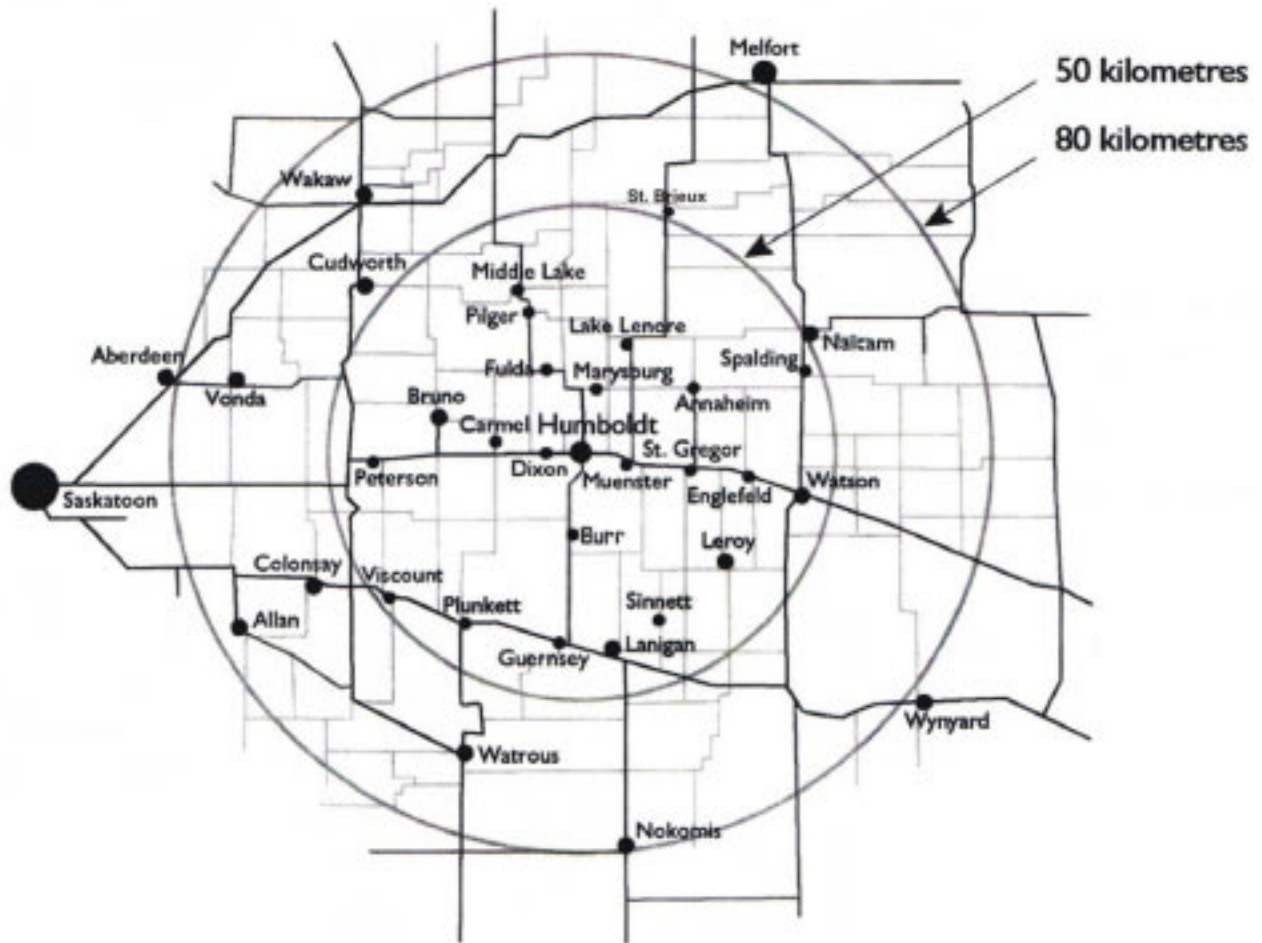 Melfort
50 kilometres
80 kilometres
Wakaw
St. Brieux
Cudworth
Middle Lake
Pilger
Lake Lenore
Naicam
Aberdeen
Spalding
Fulda
Marysburg
Vonda
Bruno
Annaheim
Carmel
Humboldt
St. Gregor
Dixon
Peterson
Muenster
Watson
Englefeld
Saskatoon
Burr
Leroy
Colonsay
Viscount
Plunkett
Sinnett
Allan
Lanigan
Guernsey
Wynyard
Watrous
Nokomis